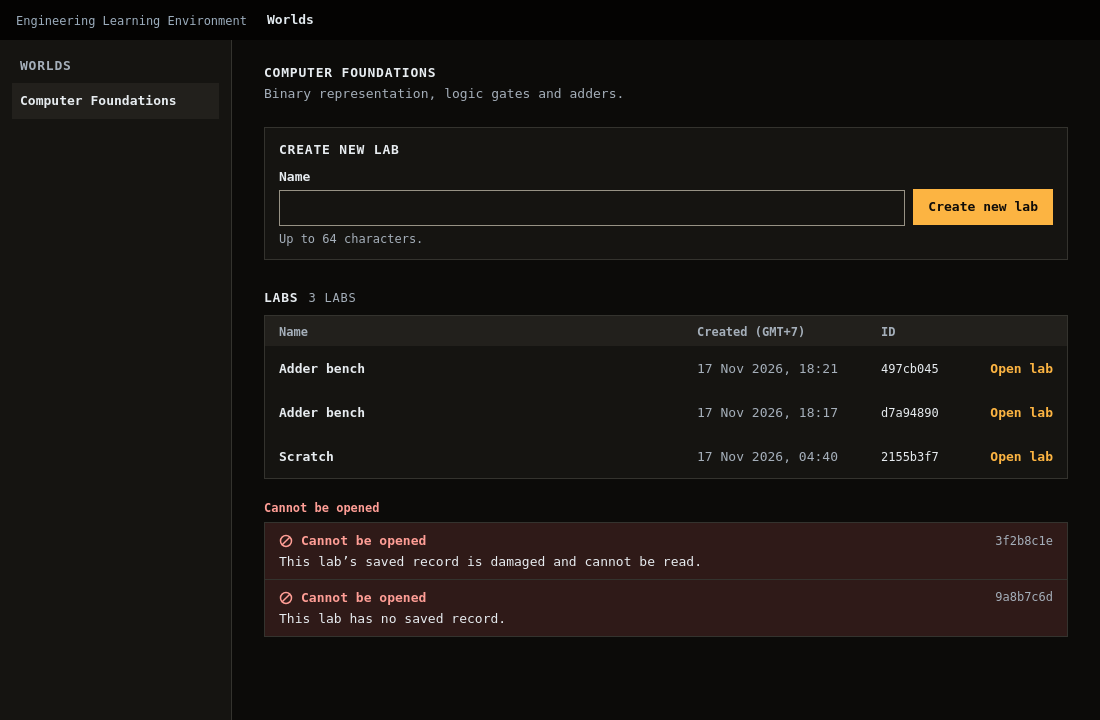 Engineering Learning Environment Worlds
WORLDS
Computer Foundations
COMPUTER FOUNDATIONS
Binary representation, logic gates and adders.
CREATE NEW LAB
Name
Create new lab
Up to 64 characters.
LABS 3 LABS
Name Created (GMT+7) ID
Adder bench 17 Nov 2026, 18:21 497cb045 Open lab
Adder bench 17 Nov 2026, 18:17 d7a94890 Open lab
Scratch 17 Nov 2026, 04:40 2155b3f7 Open lab
Cannot be opened
Cannot be opened 3f2b8c1e
This lab’s saved record is damaged and cannot be read.
Cannot be opened 9a8b7c6d
This lab has no saved record.